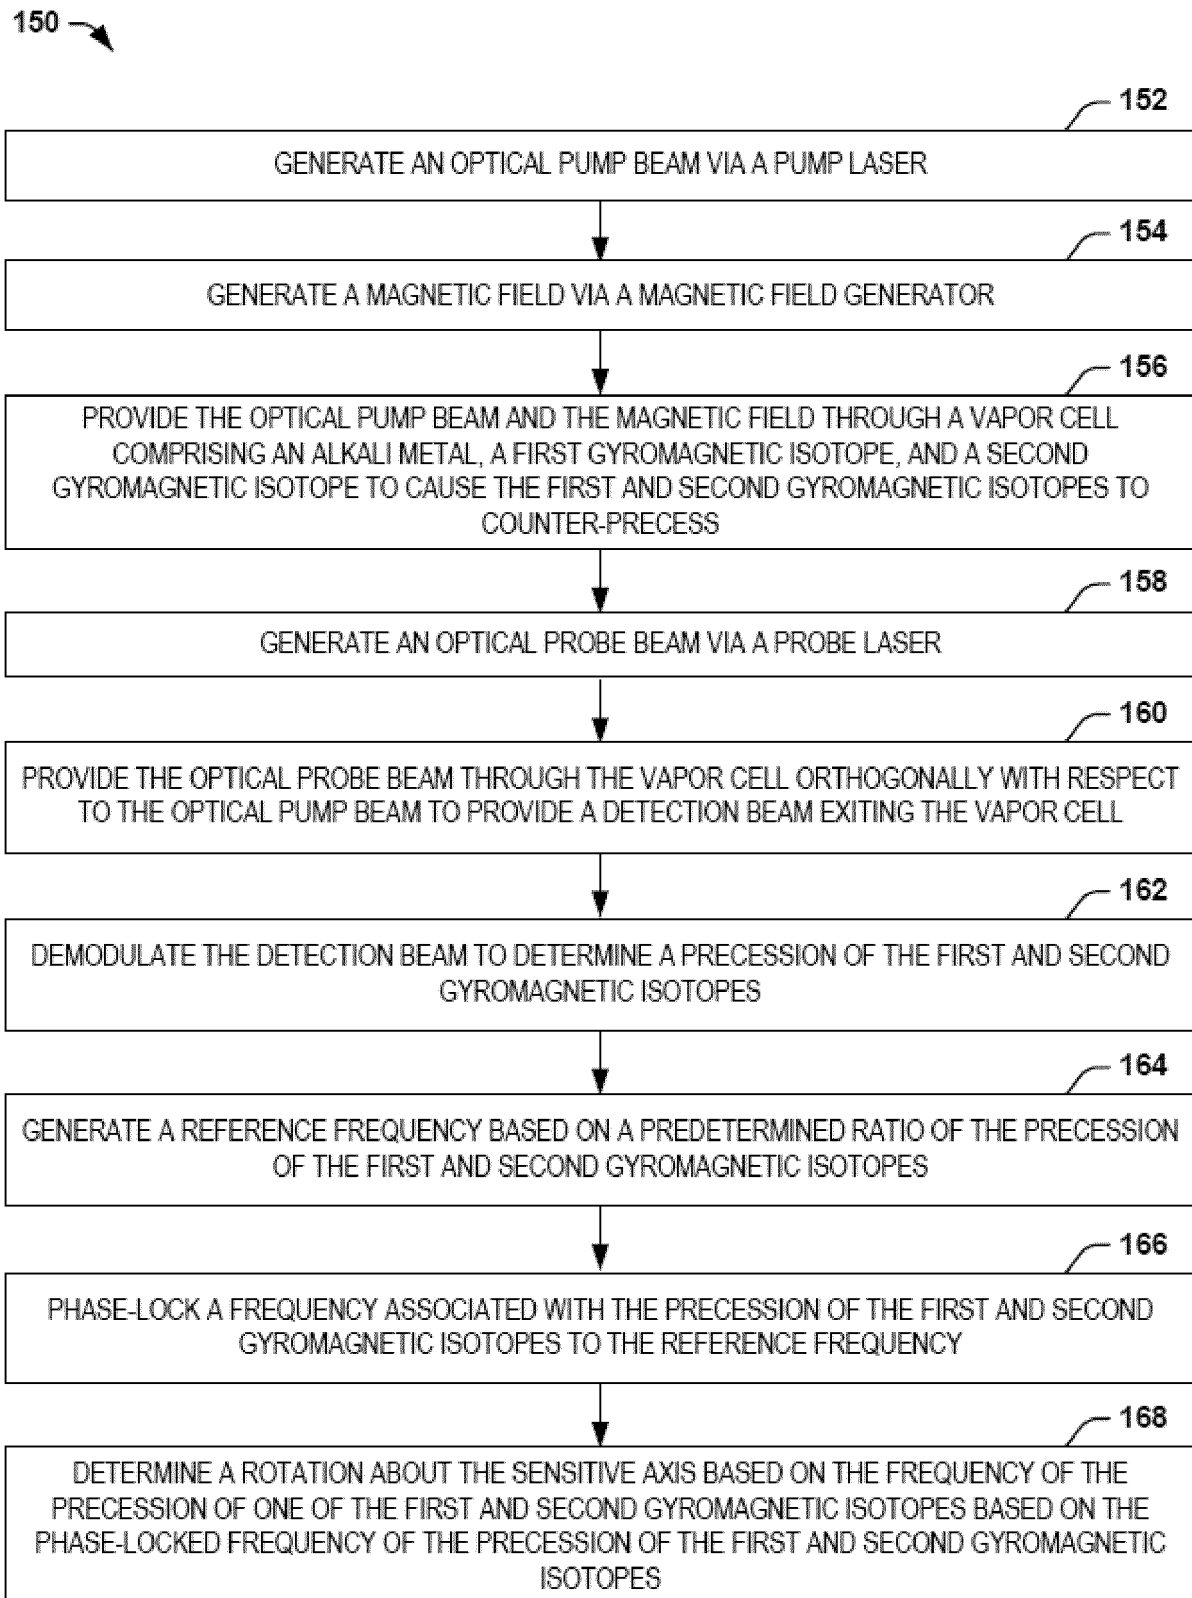 150
152
GENERATE AN OPTICAL PUMP BEAM VIA A PUMP LASER
154
GENERATE A MAGNETIC FIELD VIA A MAGNETIC FIELD GENERATOR
156
PROVIDE THE OPTICAL PUMP BEAM AND THE MAGNETIC FIELD THROUGH A VAPOR CELL
COMPRISING AN ALKALI METAL, A FIRST GYROMAGNETIC ISOTOPE, AND A SECOND
GYROMAGNETIC ISOTOPE TO CAUSE THE FIRST AND SECOND GYROMAGNETIC ISOTOPES TO
COUNTER-PRECESS
158
GENERATE AN OPTICAL PROBE BEAM VIA A PROBE LASER
160
PROVIDE THE OPTICAL PROBE BEAM THROUGH THE VAPOR CELL ORTHOGONALLY WITH RESPECT
TO THE OPTICAL PUMP BEAM TO PROVIDE A DETECTION BEAM EXITING THE VAPOR CELL
162
DEMODULATE THE DETECTION BEAM TO DETERMINE A PRECESSION OF THE FIRST AND SECOND
GYROMAGNETIC ISOTOPES
164
GENERATE A REFERENCE FREQUENCY BASED ON A PREDETERMINED RATIO OF THE PRECESSION
OF THE FIRST AND SECOND GYROMAGNETIC ISOTOPES
166
PHASE-LOCK A FREQUENCY ASSOCIATED WITH THE PRECESSION OF THE FIRST AND SECOND
GYROMAGNETIC ISOTOPES TO THE REFERENCE FREQUENCY
168
DETERMINE A ROTATION ABOUT THE SENSITIVE AXIS BASED ON THE FREQUENCY OF THE
PRECESSION OF ONE OF THE FIRST AND SECOND GYROMAGNETIC ISOTOPES BASED ON THE
PHASE-LOCKED FREQUENCY OF THE PRECESSION OF THE FIRST AND SECOND GYROMAGNETIC
ISOTOPES